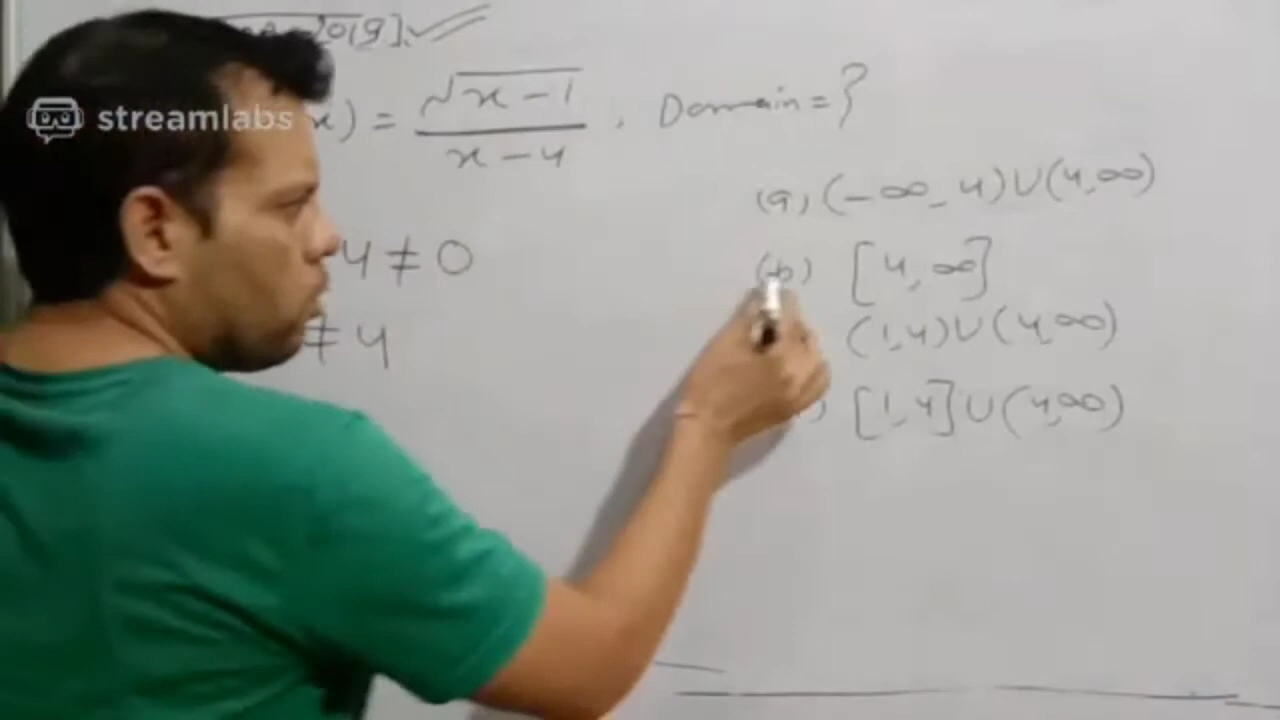 2019]. ✓
x) = √(x-1) / (x-4) , Domain = ?
(a) (-∞, 4) ∪ (4, ∞)
4 ≠ 0
(b) [4, ∞]
(1, 4) ∪ (4, ∞)
≠ 4
) [1, 4] ∪ (4, ∞)
streamlabs